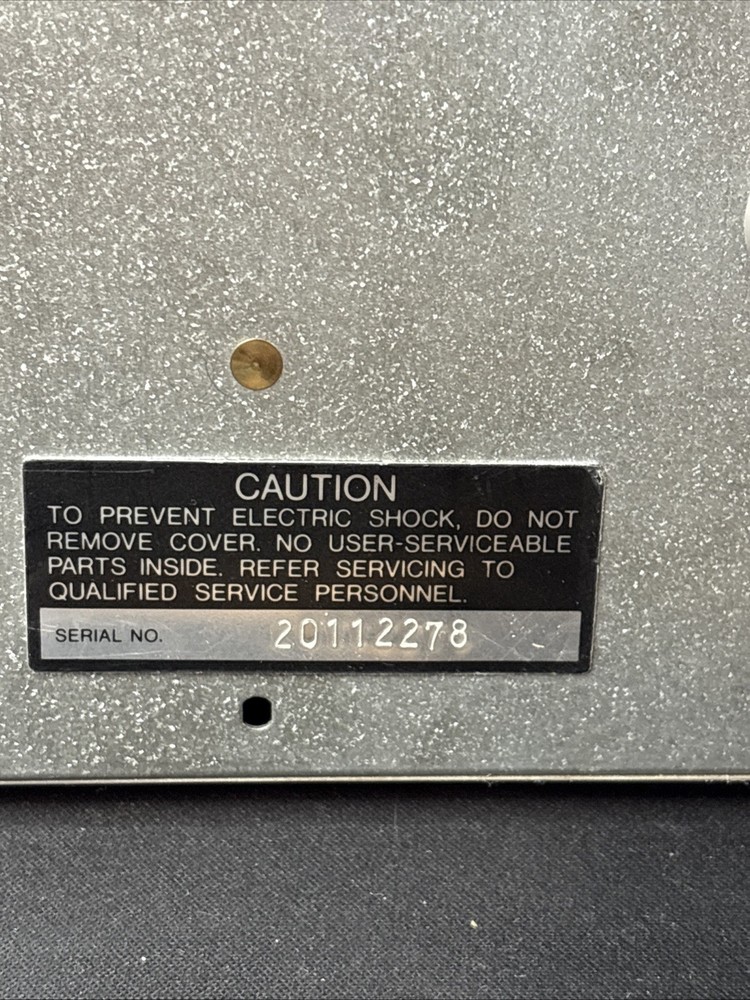 CAUTION
TO PREVENT ELECTRIC SHOCK, DO NOT
REMOVE COVER. NO USER-SERVICEABLE
PARTS INSIDE. REFER SERVICING TO
QUALIFIED SERVICE PERSONNEL.
SERIAL NO. 20112278